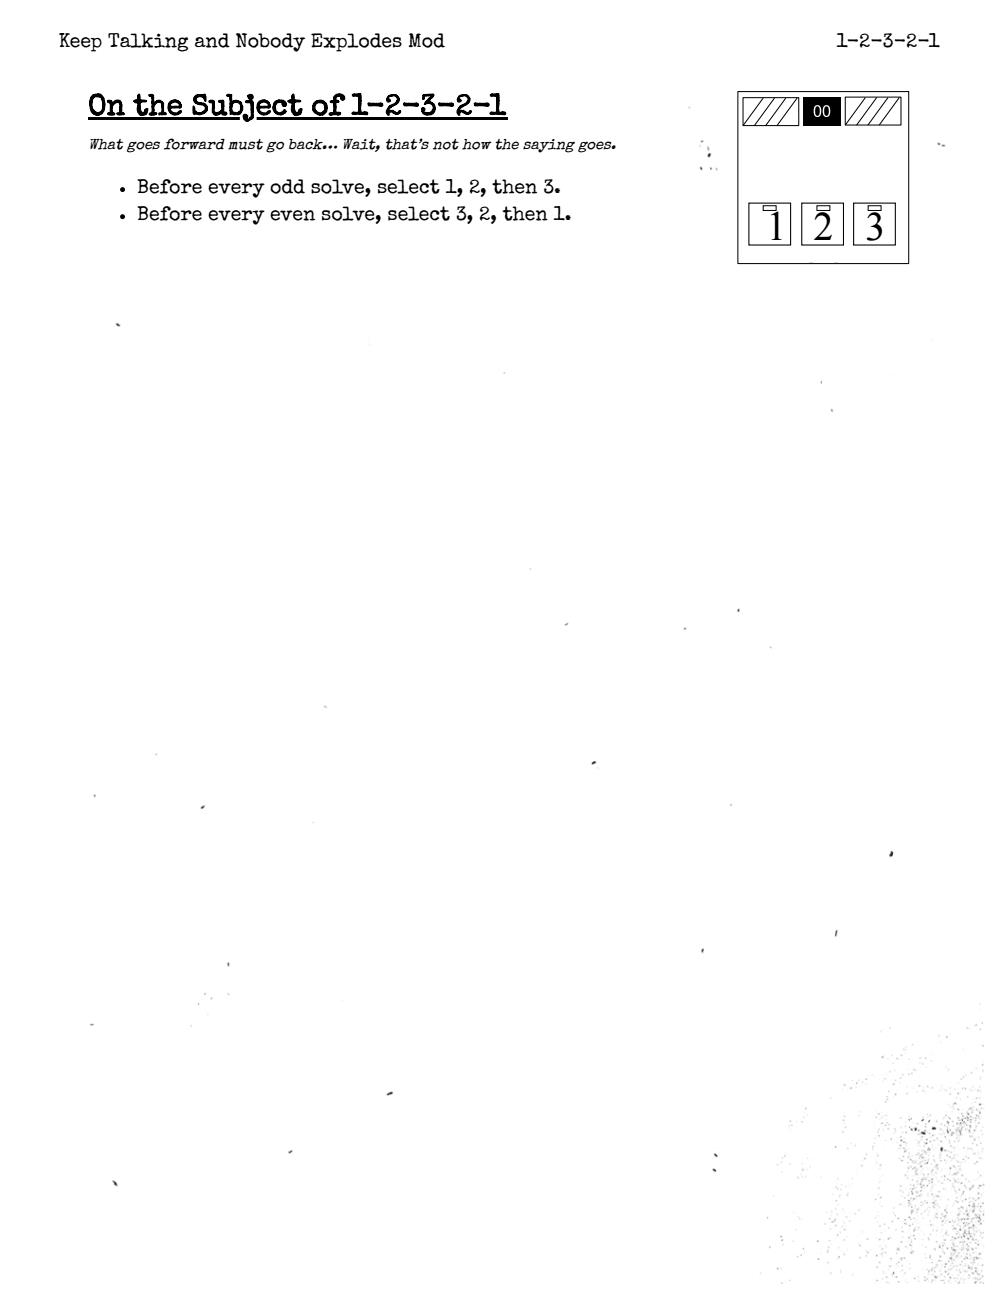 Keep Talking and Nobody Explodes Mod
1-2-3-2-1
On the Subject of 1-2-3-2-1
What goes forward must go back... Wait, that's not how the saying goes.
• Before every odd solve, select 1, 2, then 3.
• Before every even solve, select 3, 2, then 1.
00
1 2 3